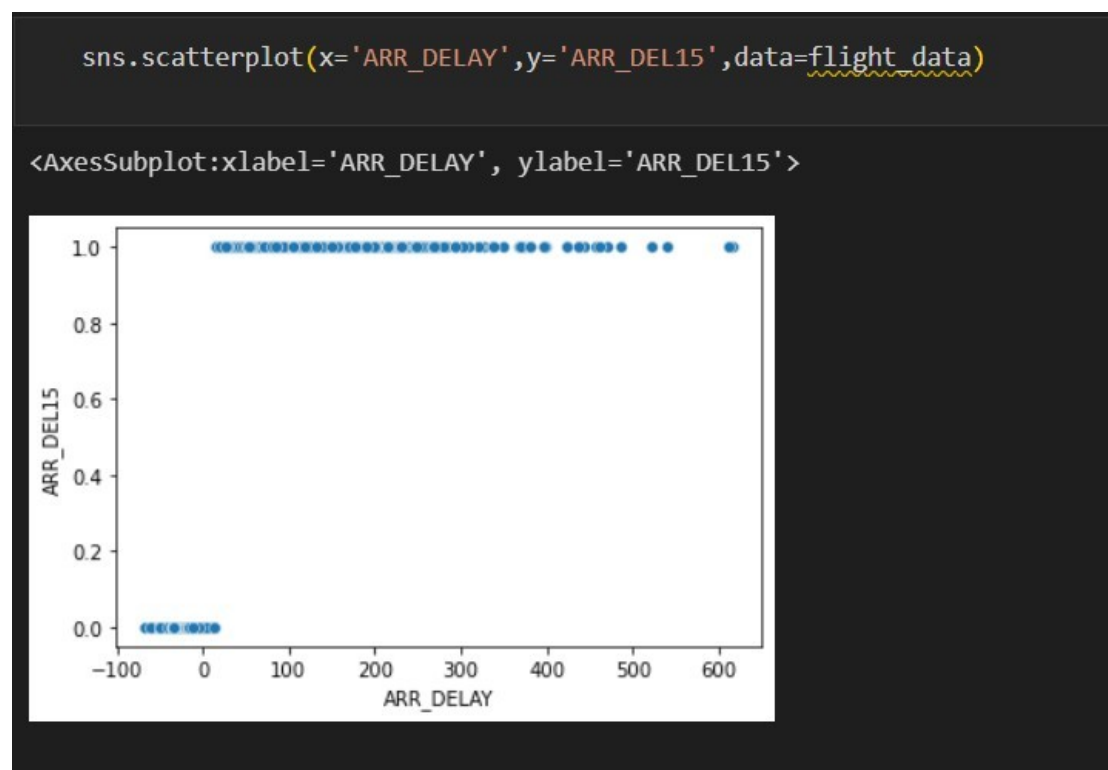 sns.scatterplot(x='ARR_DELAY',y='ARR_DEL15',data=flight_data)
<AxesSubplot:xlabel='ARR_DELAY', ylabel='ARR_DEL15'>
1.0
0.8
0.6
0.4
0.2
0.0
ARR_DEL15
−100 0 100 200 300 400 500 600
ARR_DELAY